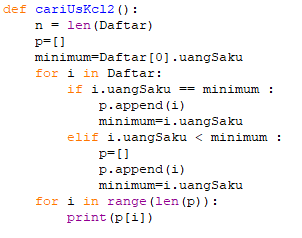 def cariUsKcl2():
    n = len(Daftar)
    p=[]
    minimum=Daftar[0].uangSaku
    for i in Daftar:
        if i.uangSaku == minimum :
            p.append(i)
            minimum=i.uangSaku
        elif i.uangSaku < minimum :
            p=[]
            p.append(i)
            minimum=i.uangSaku
    for i in range(len(p)):
        print(p[i])